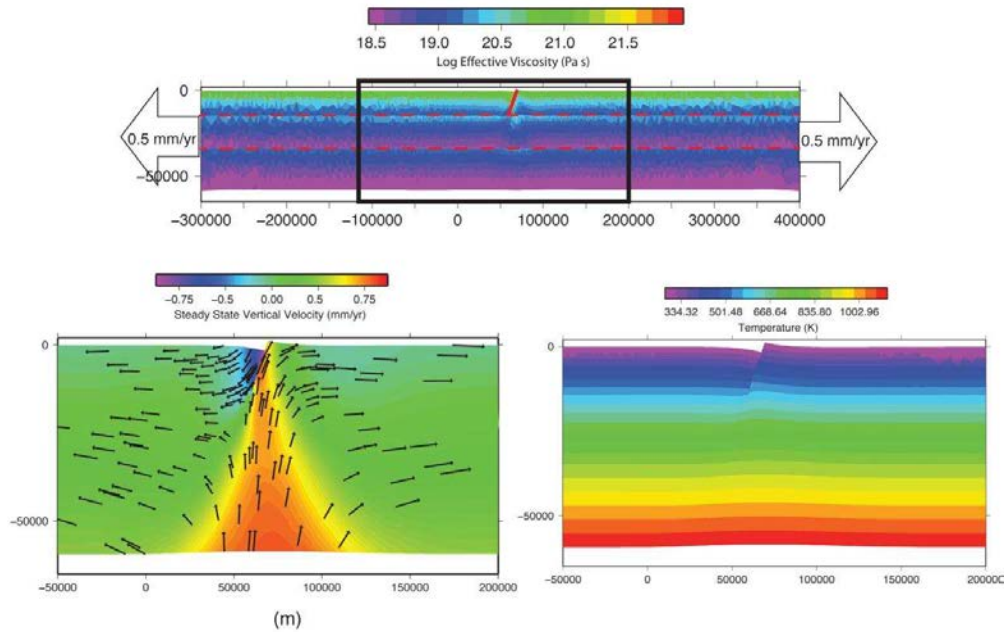 18.5 19.0 20.5 21.0 21.5
Log Effective Viscosity (Pa s)
0
0.5 mm/yr
0.5 mm/yr
−50000
−300000 −200000 −100000 0 100000 200000 300000 400000
−0.75 −0.5 0.00 0.5 0.75
Steady State Vertical Velocity (mm/yr)
0
−50000
−50000 0 50000 100000 150000 200000
(m)
334.32 501.48 668.64 835.80 1002.96
Temperature (K)
0
−50000
−50000 0 50000 100000 150000 200000